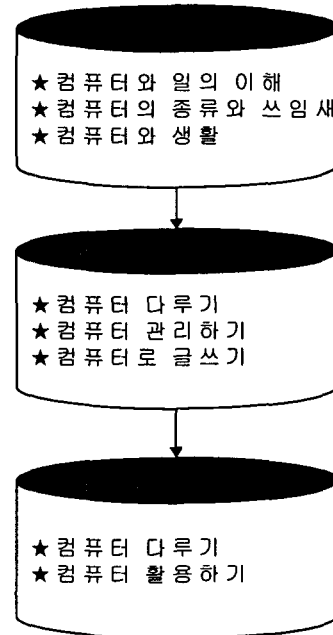 ★컴퓨터와 일의 이해
★컴퓨터의 종류와 쓰임새
★컴퓨터와 생활
★컴퓨터 다루기
★컴퓨터 관리하기
★컴퓨터로 글쓰기
★컴퓨터 다루기
★컴퓨터 활용하기